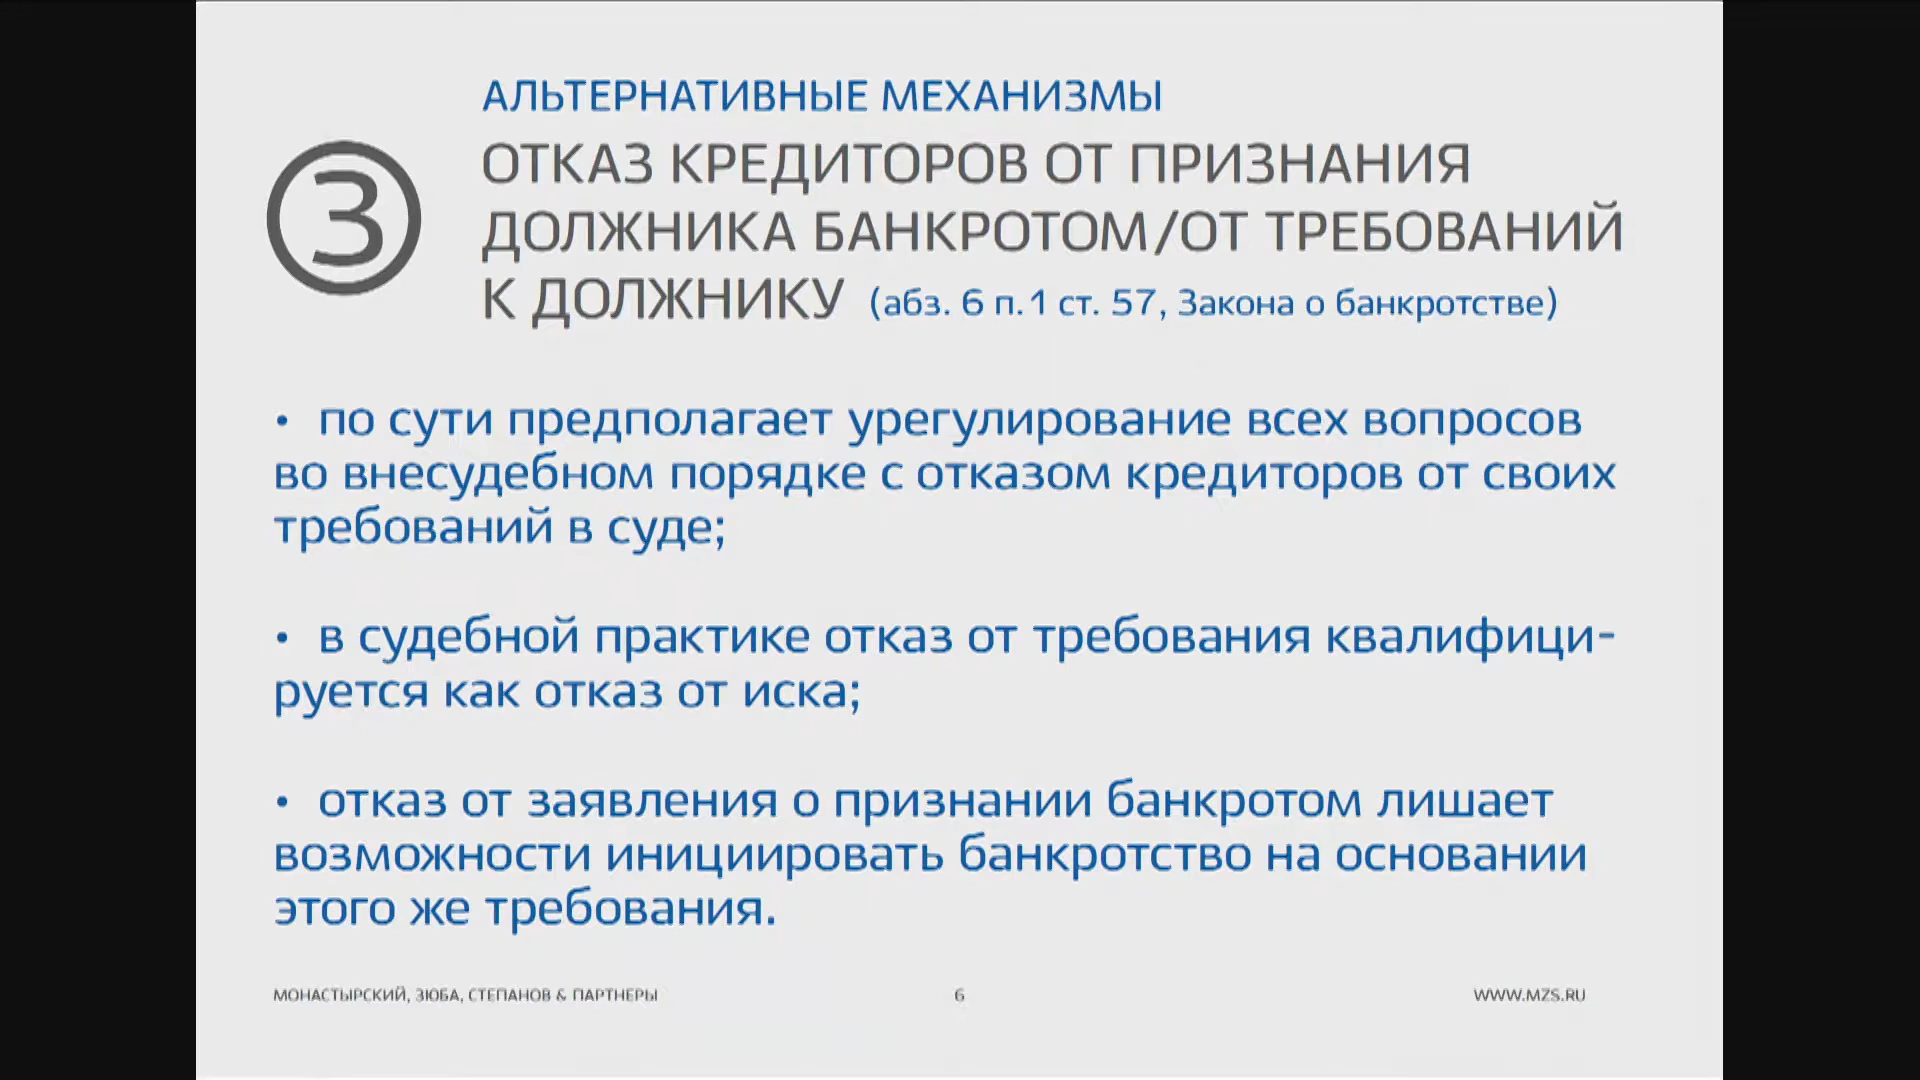 АЛЬТЕРНАТИВНЫЕ МЕХАНИЗМЫ
3
ОТКАЗ КРЕДИТОРОВ ОТ ПРИЗНАНИЯ
ДОЛЖНИКА БАНКРОТОМ/ОТ ТРЕБОВАНИЙ
К ДОЛЖНИКУ (абз. 6 п.1 ст. 57, Закона о банкротстве)
• по сути предполагает урегулирование всех вопросов
во внесудебном порядке с отказом кредиторов от своих
требований в суде;
• в судебной практике отказ от требования квалифици-
руется как отказ от иска;
• отказ от заявления о признании банкротом лишает
возможности инициировать банкротство на основании
этого же требования.
МОНАСТЫРСКИЙ, ЗЮБА, СТЕПАНОВ & ПАРТНЕРЫ 6 WWW.MZS.RU